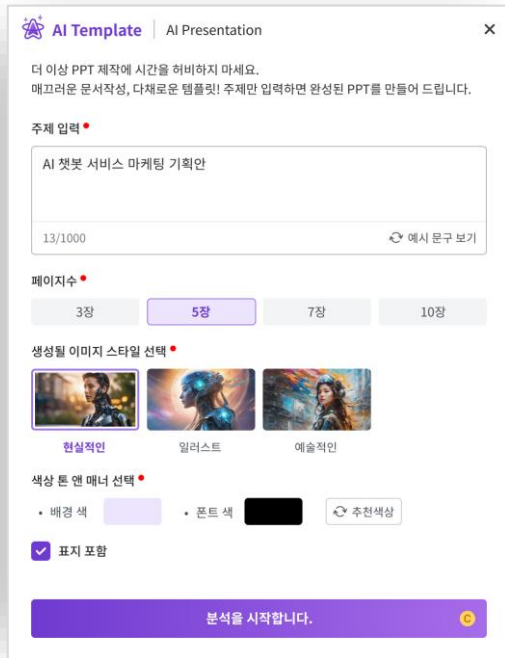 AI Template | AI Presentation
더 이상 PPT 제작에 시간을 허비하지 마세요.
매끄러운 문서작성, 다채로운 템플릿! 주제만 입력하면 완성된 PPT를 만들어 드립니다.
주제 입력
AI 챗봇 서비스 마케팅 기획안
13/1000 예시 문구 보기
페이지수
3장 5장 7장 10장
생성될 이미지 스타일 선택
현실적인 일러스트 예술적인
색상 톤 앤 매너 선택
• 배경 색 • 폰트 색 추천색상
표지 포함
분석을 시작합니다. C